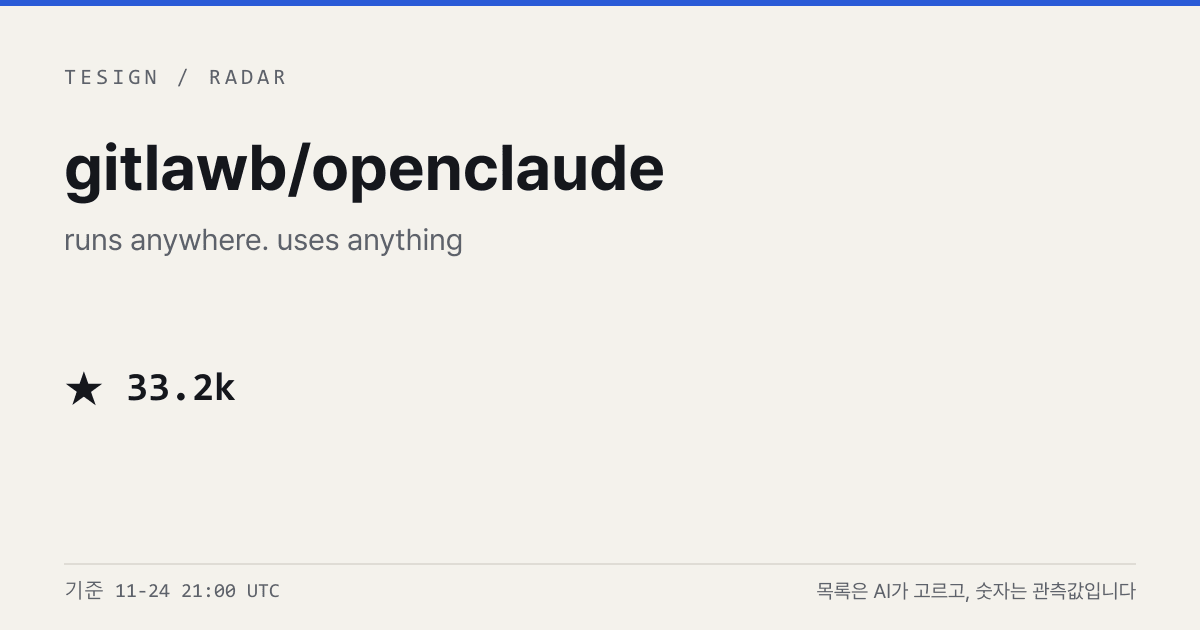 TESIGN / RADAR
gitlawb/openclaude
runs anywhere. uses anything
★ 33.2k
기준 11-24 21:00 UTC
목록은 AI가 고르고, 숫자는 관측값입니다